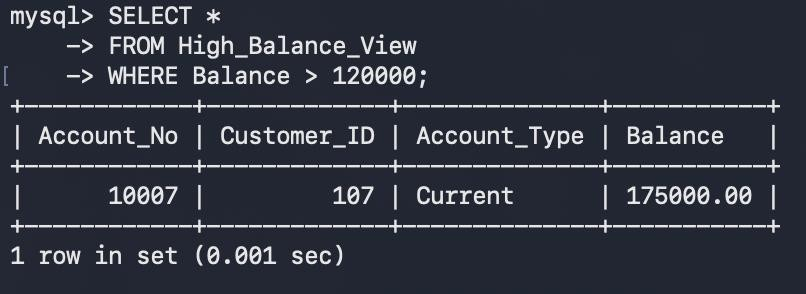 mysql> SELECT *
    -> FROM High_Balance_View
[    -> WHERE Balance > 120000;
+------------+-------------+--------------+-----------+
| Account_No | Customer_ID | Account_Type | Balance   |
+------------+-------------+--------------+-----------+
|      10007 |         107 | Current      | 175000.00 |
+------------+-------------+--------------+-----------+
1 row in set (0.001 sec)